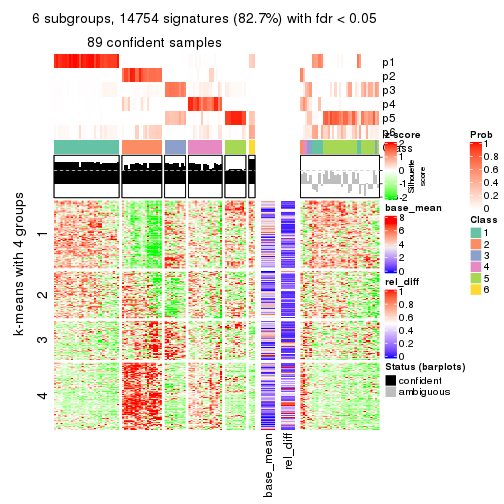 6 subgroups, 14754 signatures (82.7%) with fdr < 0.05
89 confident samples
p1
p2
p3
p4
p5
p6
Class
Silhouette
score
k-means with 4 groups
1
2
3
4
base_mean
rel_diff
z-score
2
1
0
-1
-2
base_mean
8
6
4
2
0
rel_diff
1
0.8
0.6
0.4
0.2
0
Status (barplots)
confident
ambiguous
Prob
1
0.8
0.6
0.4
0.2
0
Class
1
2
3
4
5
6